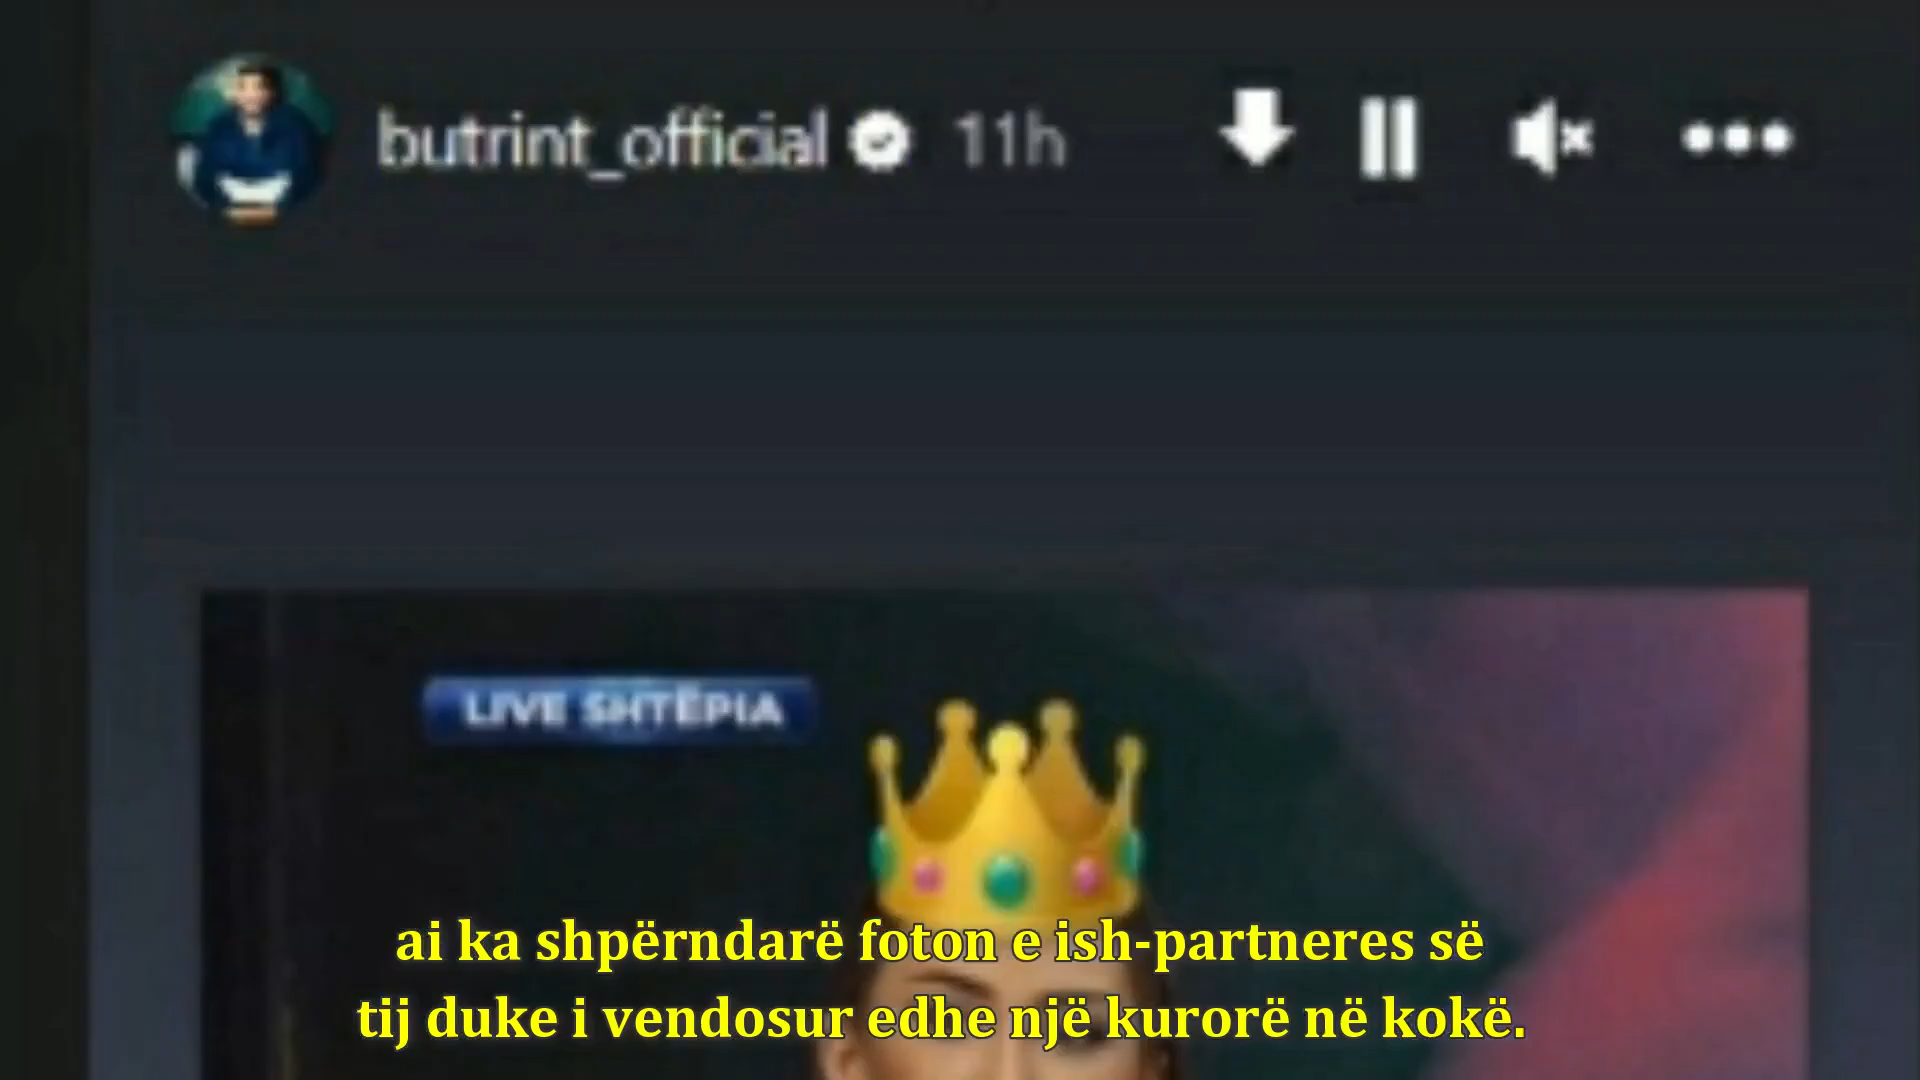 butrint_official 11h
LIVE SHTËPIA
ai ka shpërndarë foton e ish-partneres së
tij duke i vendosur edhe një kurorë në kokë.